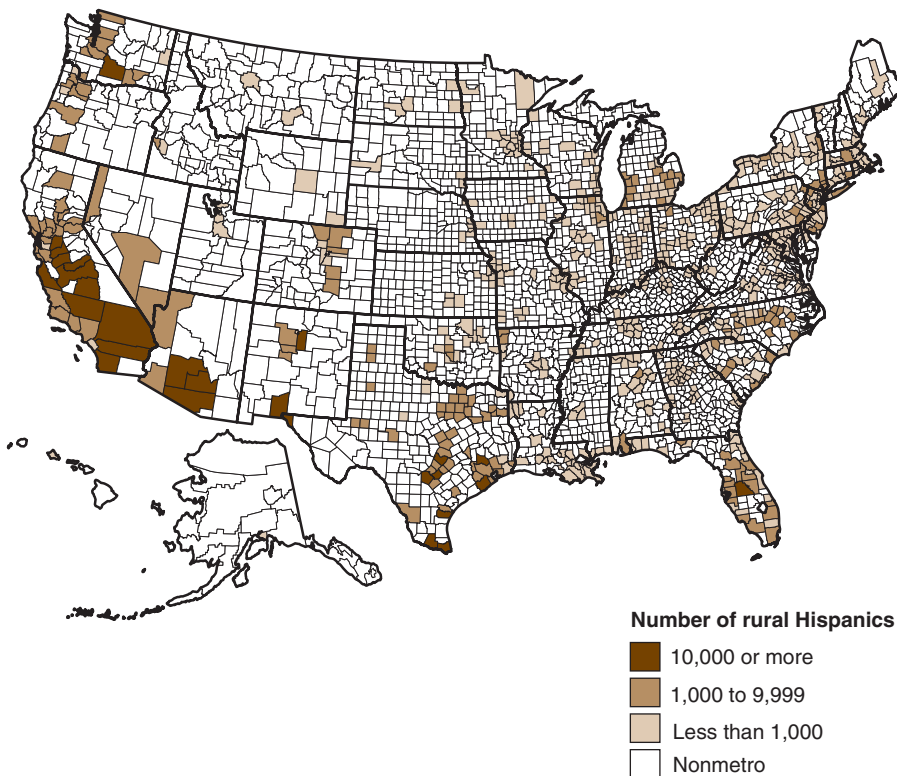 Number of rural Hispanics
10,000 or more
1,000 to 9,999
Less than 1,000
Nonmetro